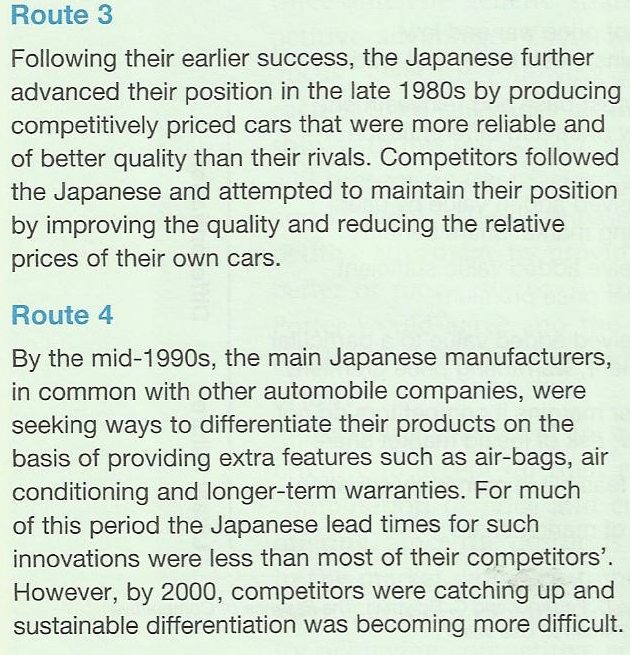 Route 3
Following their earlier success, the Japanese further
advanced their position in the late 1980s by producing
competitively priced cars that were more reliable and
of better quality than their rivals. Competitors followed
the Japanese and attempted to maintain their position
by improving the quality and reducing the relative
prices of their own cars.
Route 4
By the mid-1990s, the main Japanese manufacturers,
in common with other automobile companies, were
seeking ways to differentiate their products on the
basis of providing extra features such as air-bags, air
conditioning and longer-term warranties. For much
of this period the Japanese lead times for such
innovations were less than most of their competitors’.
However, by 2000, competitors were catching up and
sustainable differentiation was becoming more difficult.